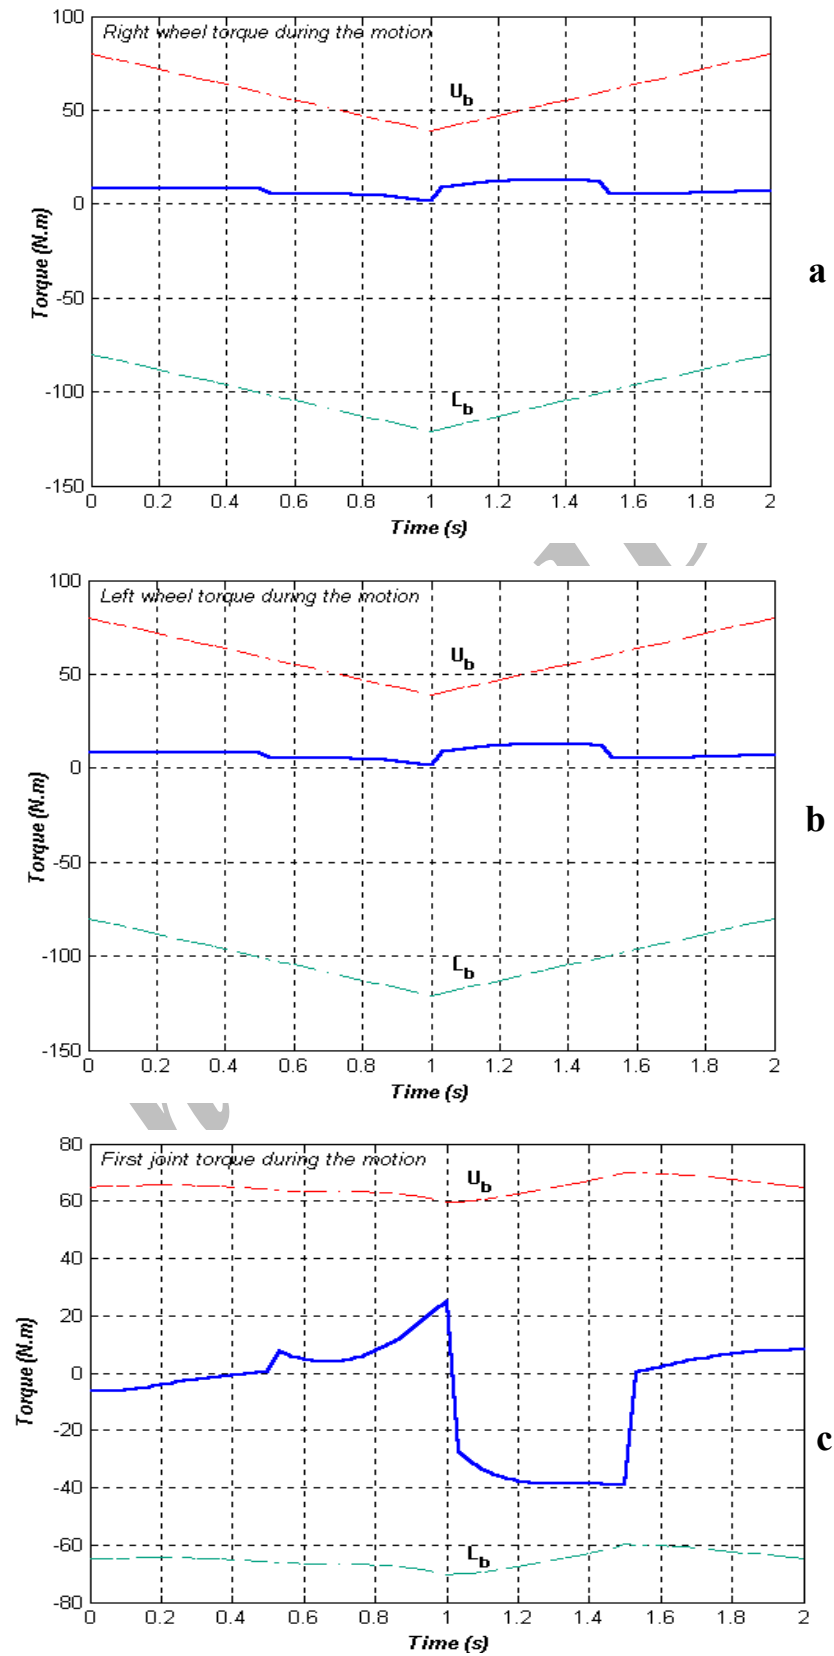 100
Right wheel torque during the motion
U_b
50
0
a
-50
Torque (N.m)
-100
L_b
-150
0 0.2 0.4 0.6 0.8 1 1.2 1.4 1.6 1.8 2
Time (s)
100
Left wheel torque during the motion
U_b
50
0
b
-50
Torque (N.m)
-100
L_b
-150
0 0.2 0.4 0.6 0.8 1 1.2 1.4 1.6 1.8 2
Time (s)
80
First joint torque during the motion
U_b
60
40
20
0
Torque (N.m)
-20
c
-40
-60
L_b
-80
0 0.2 0.4 0.6 0.8 1 1.2 1.4 1.6 1.8 2
Time (s)